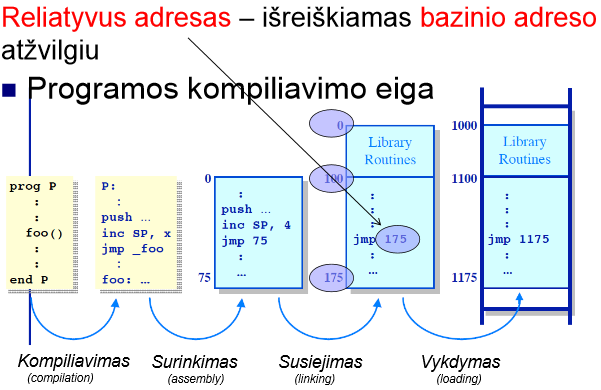 Reliatyvus adresas – išreiškiamas bazinio adreso
atžvilgiu
Programos kompiliavimo eiga
prog P
:
:
foo()
:
:
end P
P:
:
push ...
inc SP, x
jmp _foo
:
foo: ...
0
:
push ...
inc SP, 4
jmp 75
:
...
75
0
Library
Routines
100
:
:
:
jmp 175
:
...
175
1000
Library
Routines
1100
:
:
:
jmp 1175
:
...
1175
Kompiliavimas
(compilation)
Surinkimas
(assembly)
Susiejimas
(linking)
Vykdymas
(loading)